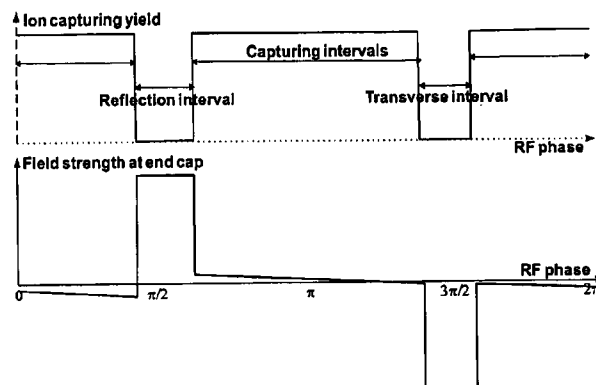 Ion capturing yield
Capturing intervals
Reflection interval
Transverse interval
RF phase
Field strength at end cap
RF phase
0
π/2
π
3π/2
2π